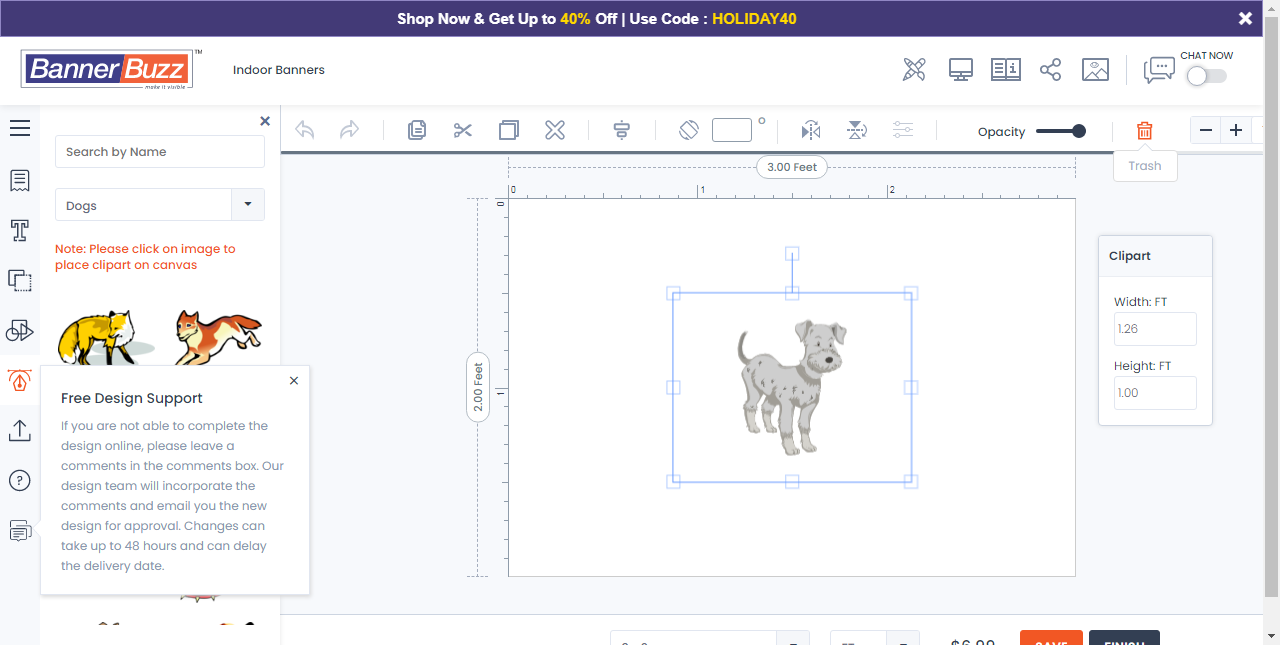 Shop Now & Get Up to 40% Off | Use Code : HOLIDAY40
BannerBuzz
TM
make it visible
Indoor Banners
CHAT NOW
Search by Name
Dogs
Note: Please click on image to
place clipart on canvas
Opacity
Trash
3.00 Feet
0
1
2
0
2.00 Feet
1
Clipart
Width: FT
1.26
Height: FT
1.00
Free Design Support
If you are not able to complete the
design online, please leave a
comments in the comments box. Our
design team will incorporate the
comments and email you the new
design for approval. Changes can
take up to 48 hours and can delay
the delivery date.
$6.99
SAVE
FINISH